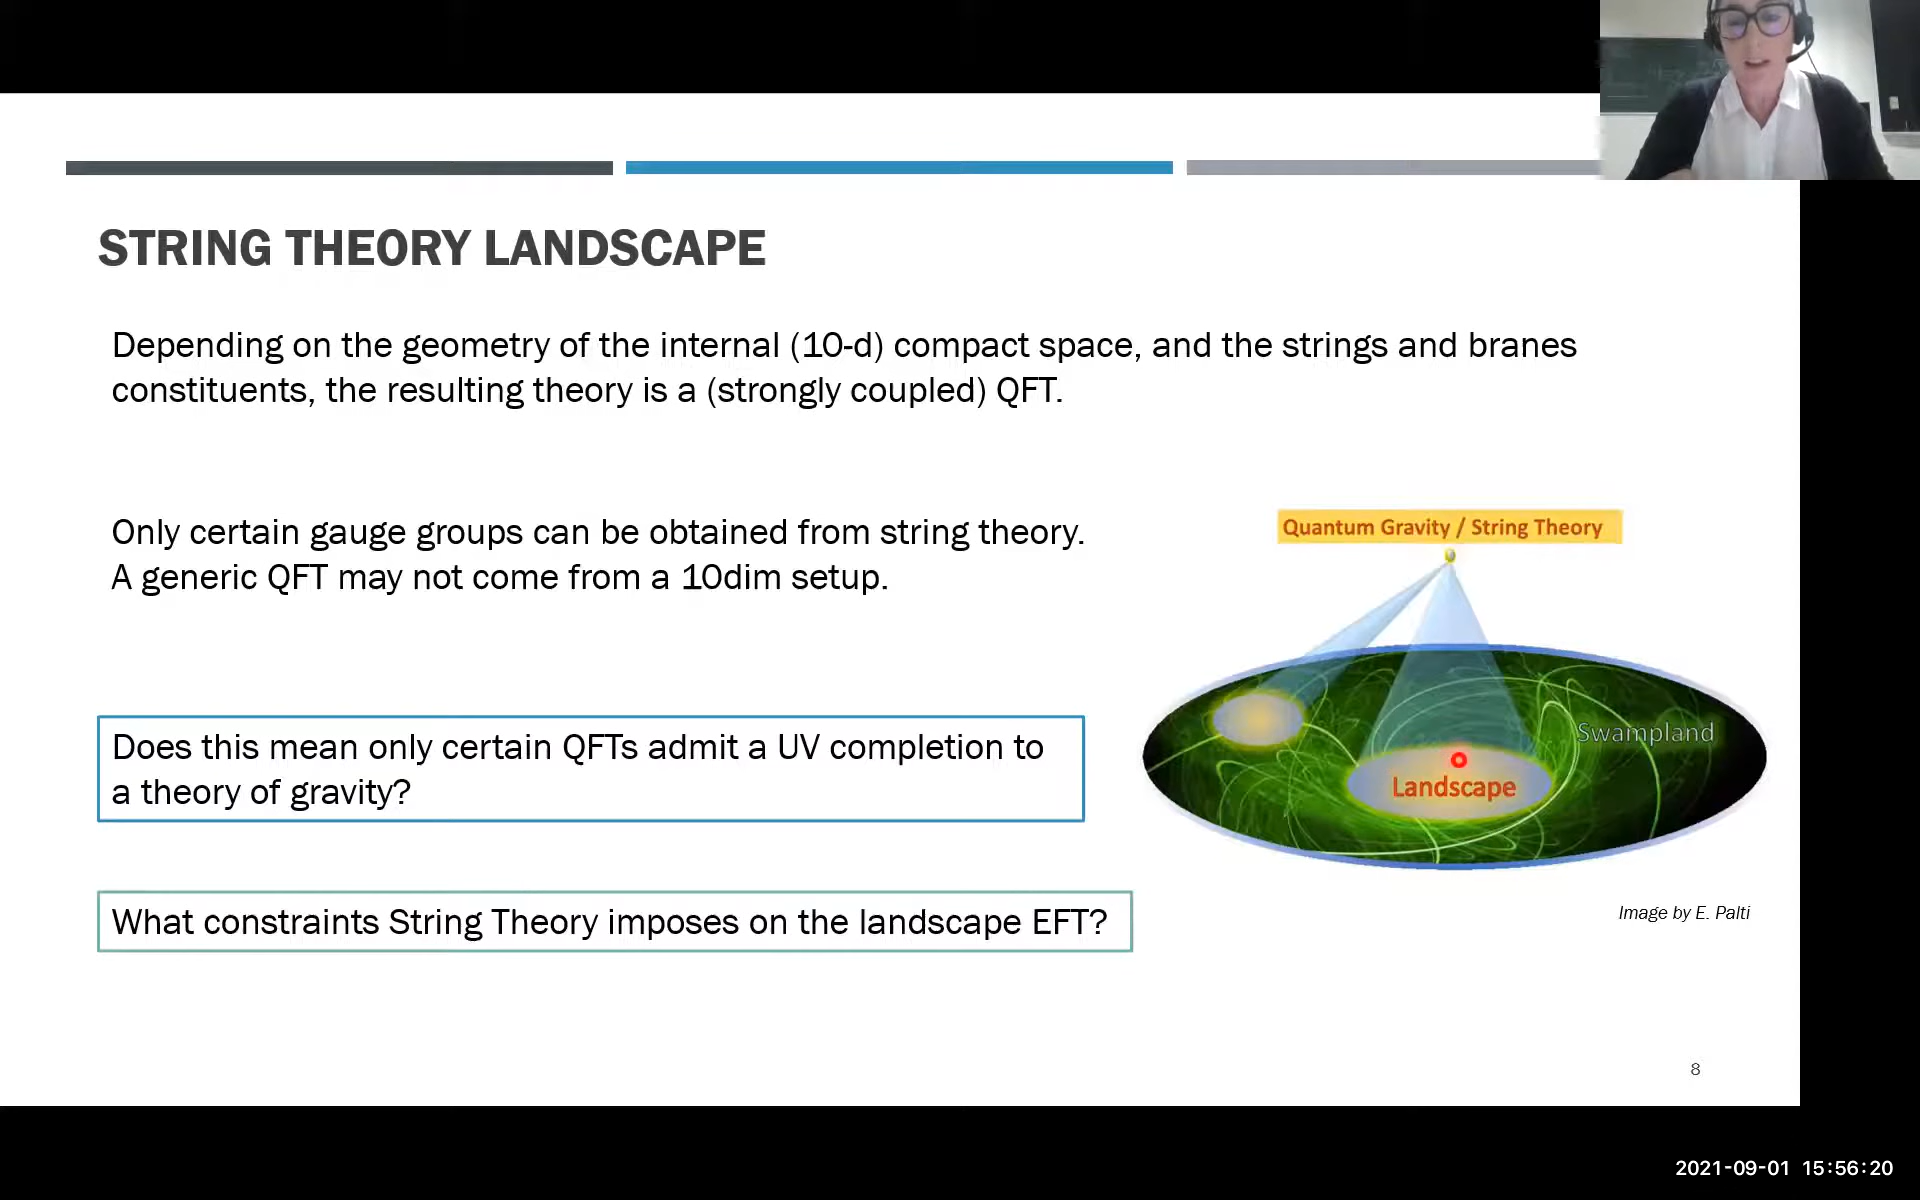 STRING THEORY LANDSCAPE
Depending on the geometry of the internal (10-d) compact space, and the strings and branes
constituents, the resulting theory is a (strongly coupled) QFT.
Only certain gauge groups can be obtained from string theory.
A generic QFT may not come from a 10dim setup.
Does this mean only certain QFTs admit a UV completion to
a theory of gravity?
What constraints String Theory imposes on the landscape EFT?
Quantum Gravity / String Theory
Swampland
Landscape
Image by E. Palti
8
2021-09-01 15:56:20